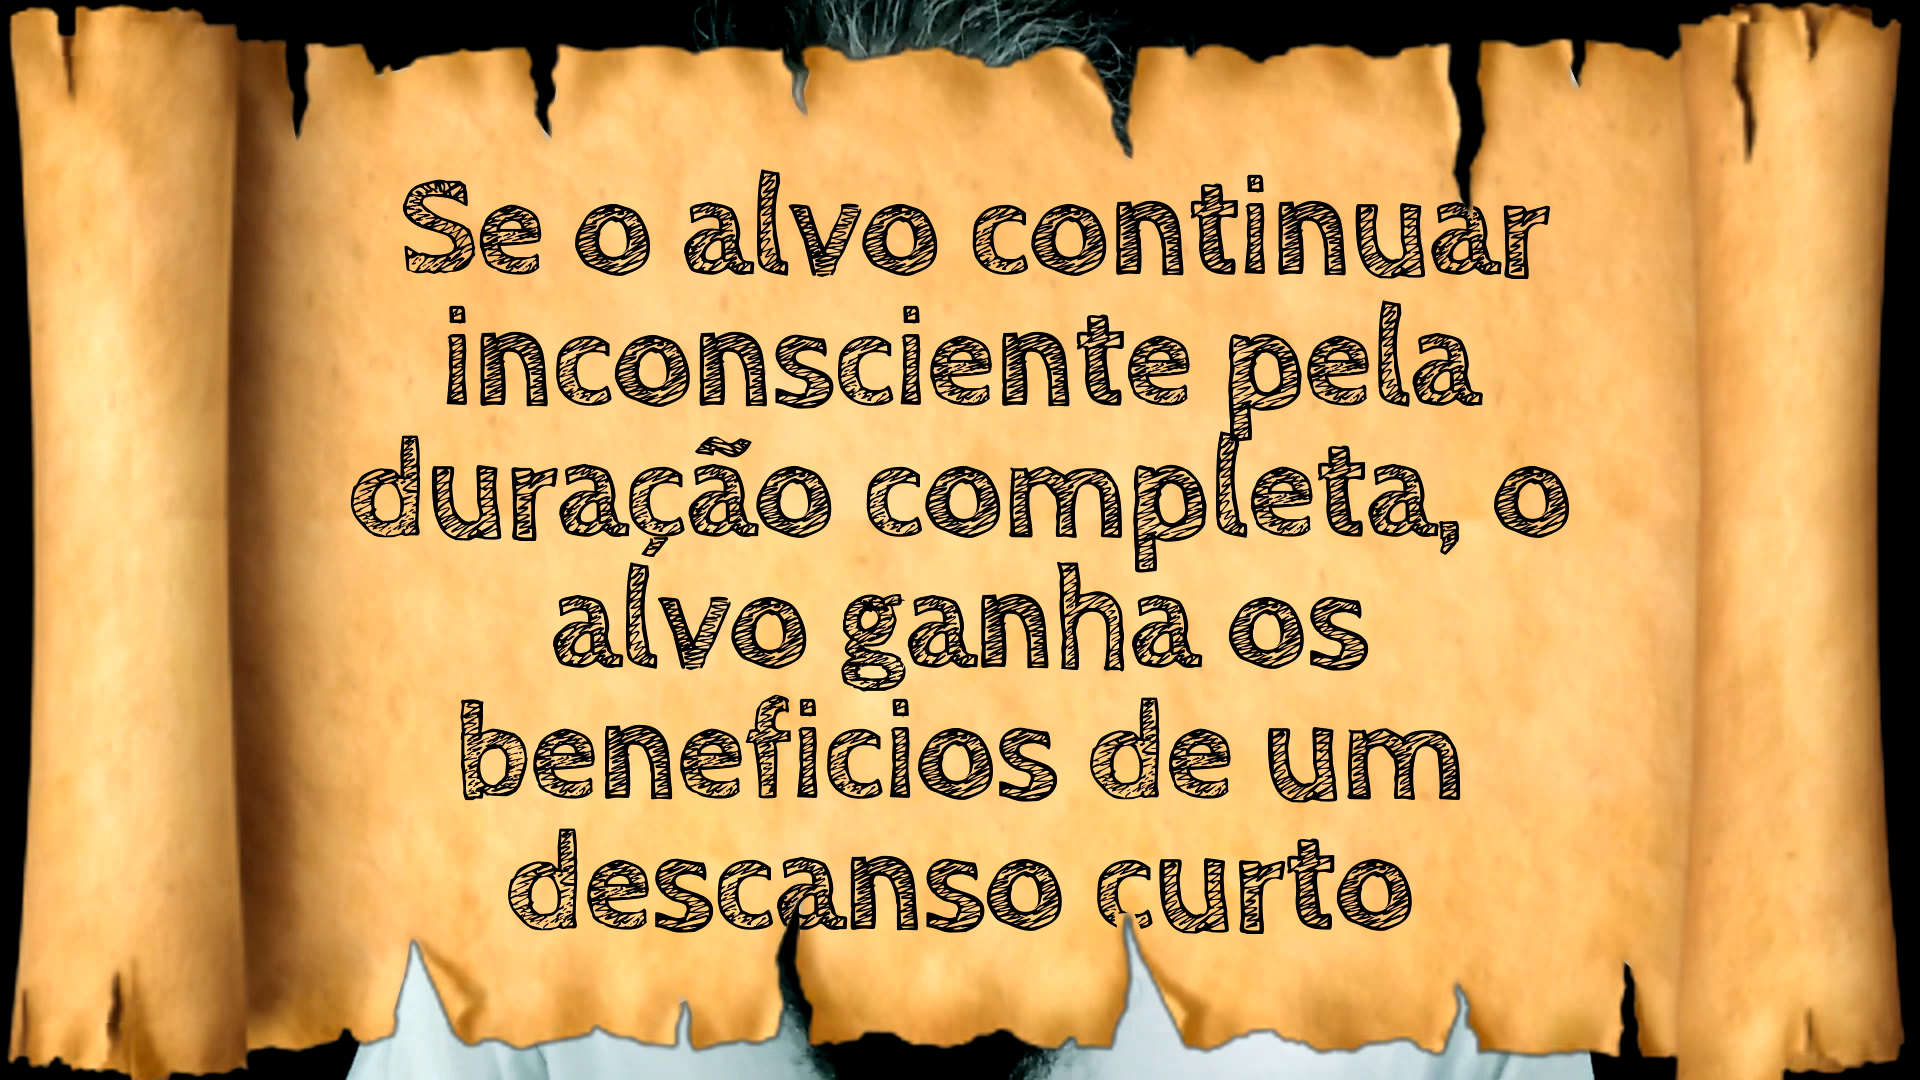 Se o alvo continuar
inconsciente pela
duração completa, o
alvo ganha os
beneficios de um
descanso curto